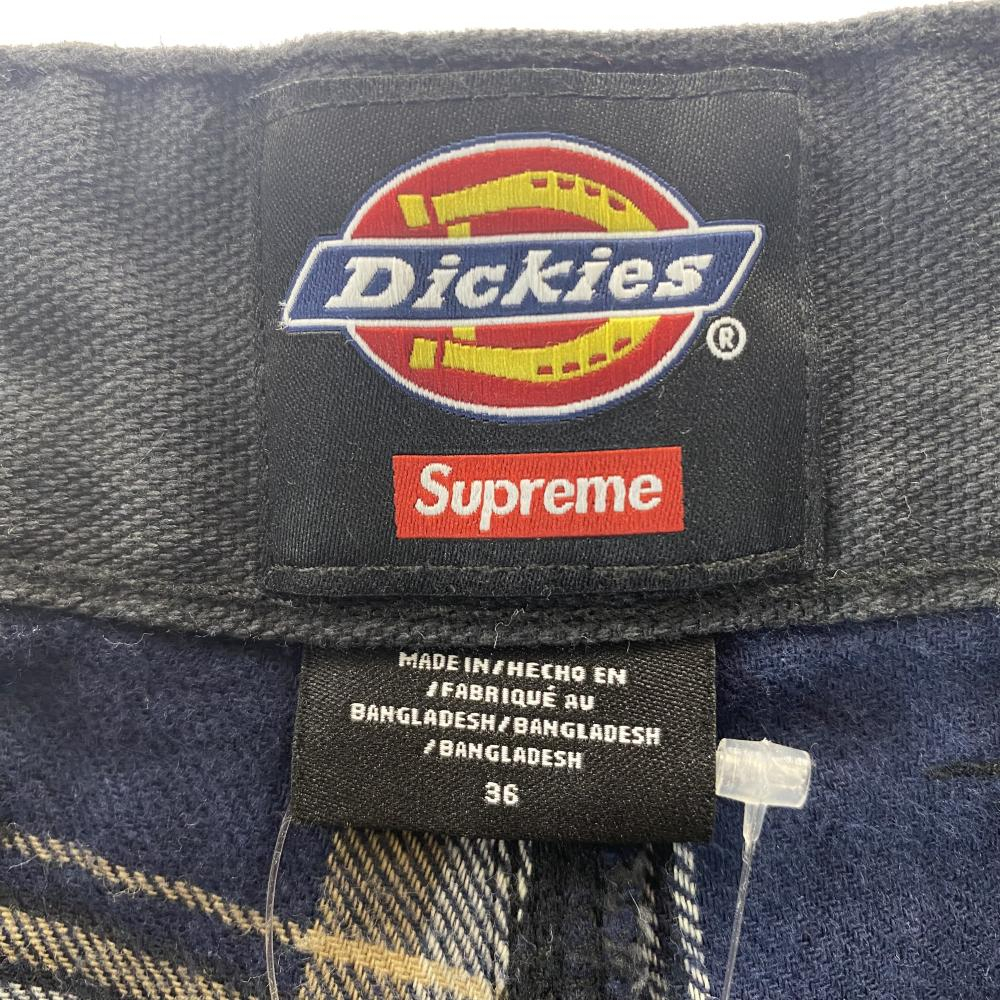 Dickies
®
Supreme
MADE IN/HECHO EN
/FABRIQUÉ AU
BANGLADESH/BANGLADESH
/BANGLADESH
36